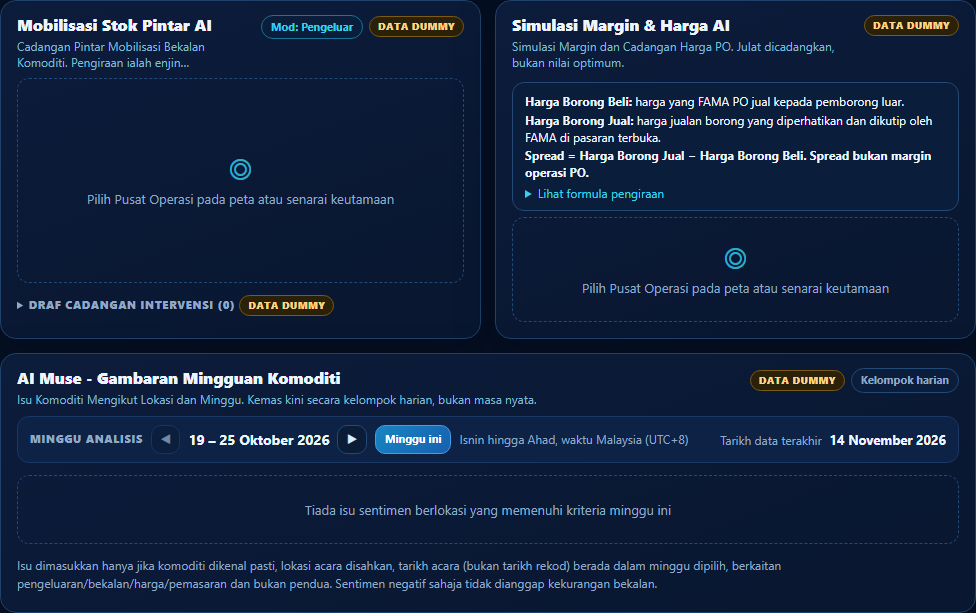 Mobilisasi Stok Pintar AI
Mod: Pengeluar
DATA DUMMY
Cadangan Pintar Mobilisasi Bekalan
Komoditi. Pengiraan ialah enjin...
Pilih Pusat Operasi pada peta atau senarai keutamaan
DRAF CADANGAN INTERVENSI (0)
DATA DUMMY
Simulasi Margin & Harga AI
DATA DUMMY
Simulasi Margin dan Cadangan Harga PO. Julat dicadangkan,
bukan nilai optimum.
Harga Borong Beli: harga yang FAMA PO jual kepada pemborong luar.
Harga Borong Jual: harga jualan borong yang diperhatikan dan dikutip oleh
FAMA di pasaran terbuka.
Spread = Harga Borong Jual − Harga Borong Beli. Spread bukan margin
operasi PO.
Lihat formula pengiraan
Pilih Pusat Operasi pada peta atau senarai keutamaan
AI Muse - Gambaran Mingguan Komoditi
DATA DUMMY
Kelompok harian
Isu Komoditi Mengikut Lokasi dan Minggu. Kemas kini secara kelompok harian, bukan masa nyata.
MINGGU ANALISIS
19 – 25 Oktober 2026
Minggu ini
Isnin hingga Ahad, waktu Malaysia (UTC+8)
Tarikh data terakhir 14 November 2026
Tiada isu sentimen berlokasi yang memenuhi kriteria minggu ini
Isu dimasukkan hanya jika komoditi dikenal pasti, lokasi acara disahkan, tarikh acara (bukan tarikh rekod) berada dalam minggu dipilih, berkaitan
pengeluaran/bekalan/harga/pemasaran dan bukan pendua. Sentimen negatif sahaja tidak dianggap kekurangan bekalan.